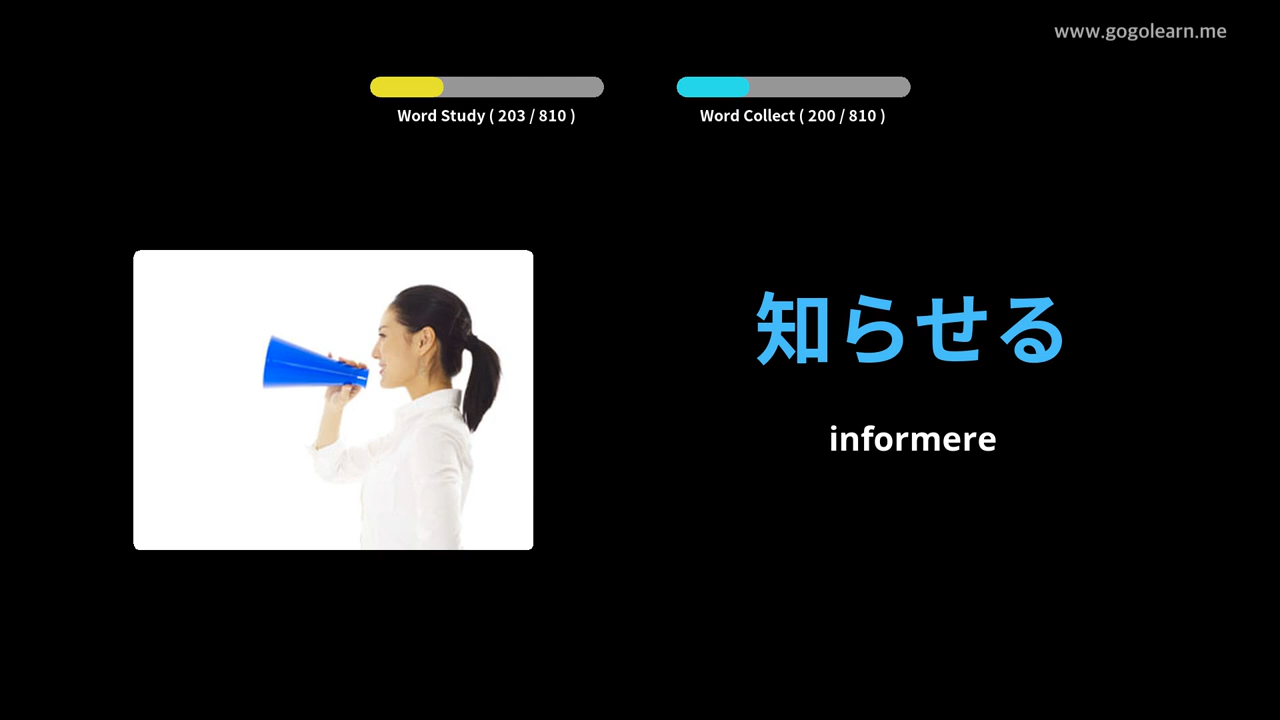 www.gogolearn.me
Word Study ( 203 / 810 )
Word Collect ( 200 / 810 )
知らせる
informere